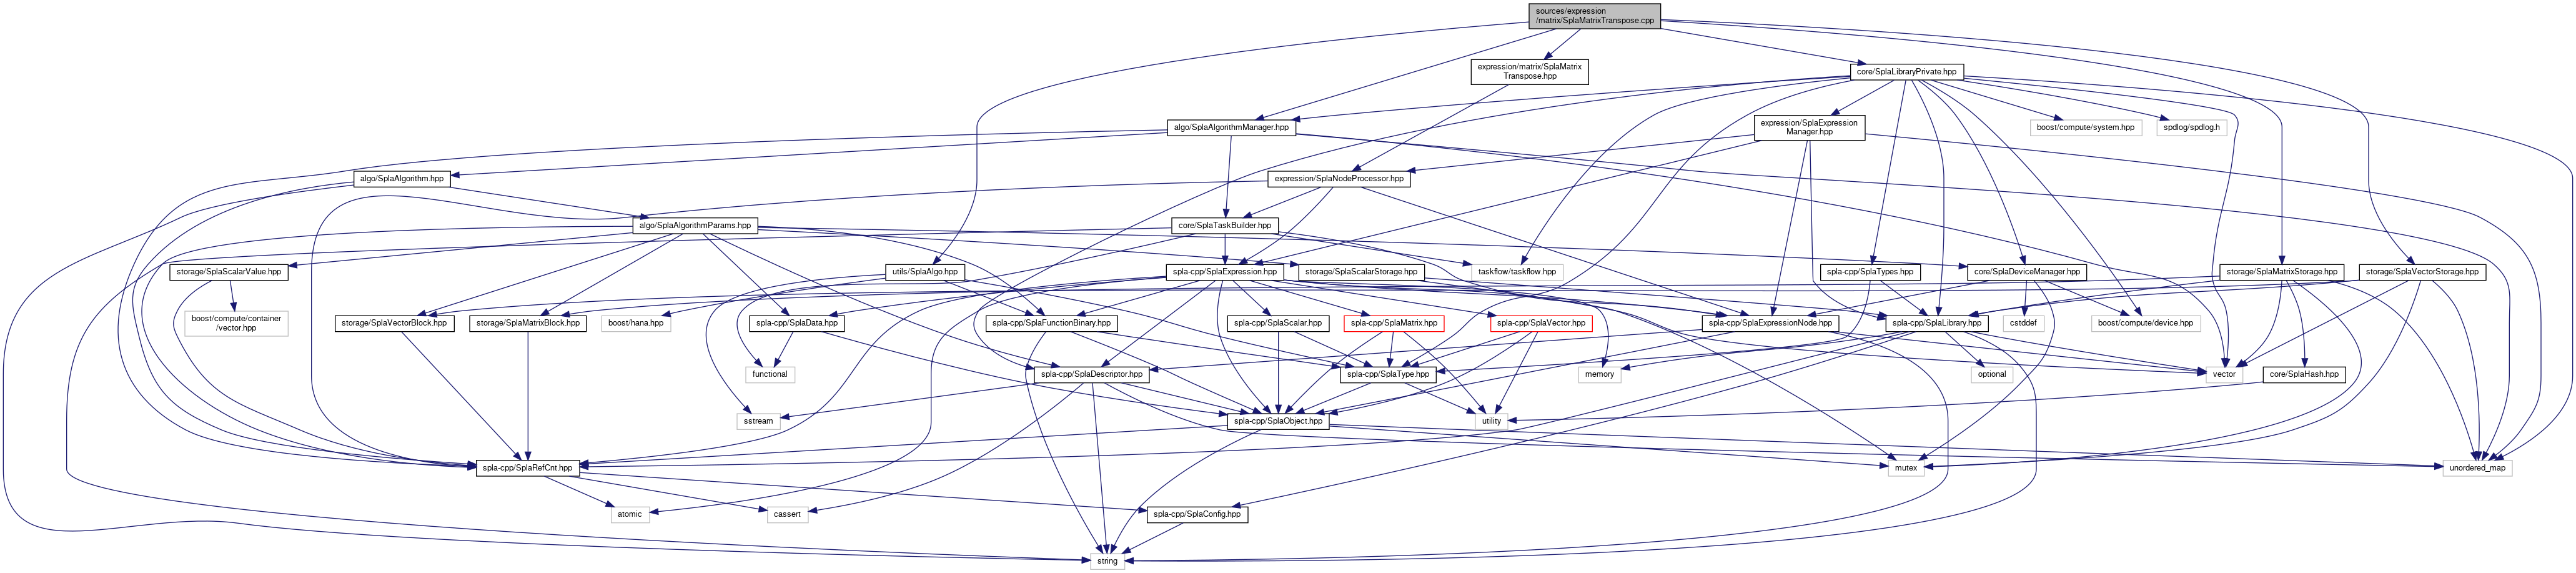 sources/expression
/matrix/SplaMatrixTranspose.cpp
expression/matrix/SplaMatrix
Transpose.hpp
core/SplaLibraryPrivate.hpp
algo/SplaAlgorithmManager.hpp
expression/SplaExpression
Manager.hpp
boost/compute/system.hpp
spdlog/spdlog.h
algo/SplaAlgorithm.hpp
expression/SplaNodeProcessor.hpp
algo/SplaAlgorithmParams.hpp
core/SplaTaskBuilder.hpp
storage/SplaScalarValue.hpp
utils/SplaAlgo.hpp
spla-cpp/SplaExpression.hpp
storage/SplaScalarStorage.hpp
taskflow/taskflow.hpp
spla-cpp/SplaTypes.hpp
core/SplaDeviceManager.hpp
storage/SplaMatrixStorage.hpp
storage/SplaVectorStorage.hpp
boost/compute/container
/vector.hpp
storage/SplaVectorBlock.hpp
storage/SplaMatrixBlock.hpp
boost/hana.hpp
spla-cpp/SplaData.hpp
spla-cpp/SplaFunctionBinary.hpp
spla-cpp/SplaScalar.hpp
spla-cpp/SplaMatrix.hpp
spla-cpp/SplaVector.hpp
spla-cpp/SplaExpressionNode.hpp
spla-cpp/SplaLibrary.hpp
cstddef
boost/compute/device.hpp
functional
spla-cpp/SplaDescriptor.hpp
spla-cpp/SplaType.hpp
memory
optional
vector
core/SplaHash.hpp
sstream
spla-cpp/SplaObject.hpp
utility
spla-cpp/SplaRefCnt.hpp
mutex
unordered_map
atomic
cassert
spla-cpp/SplaConfig.hpp
string